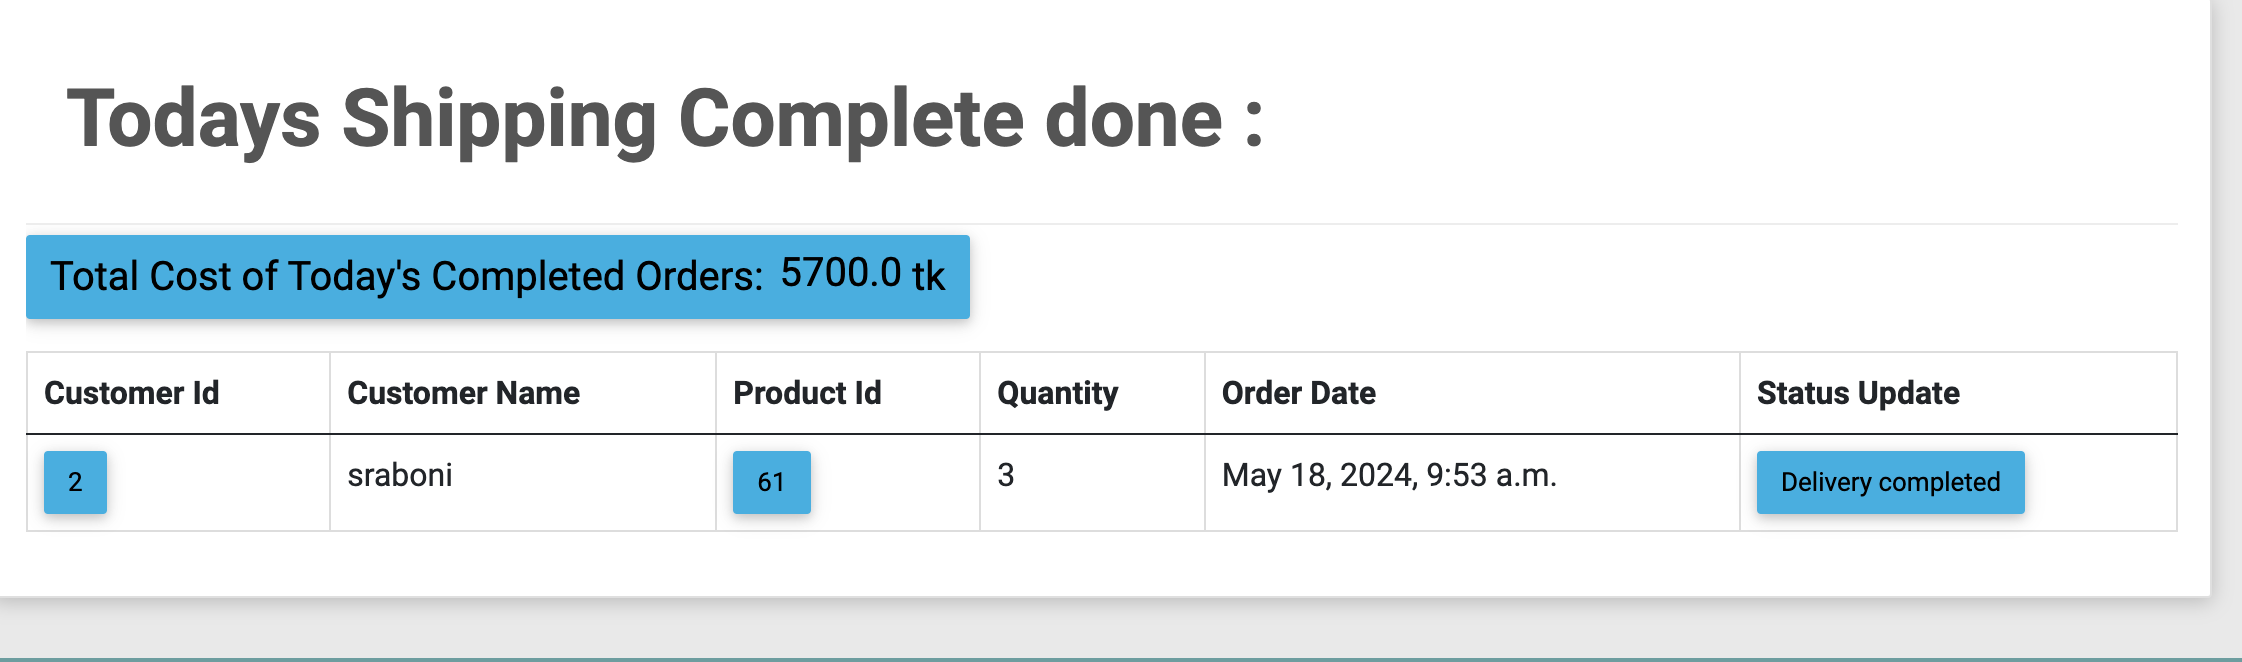 Todays Shipping Complete done :
Total Cost of Today's Completed Orders: 5700.0 tk
Customer Id Customer Name Product Id Quantity Order Date Status Update
2 sraboni 61 3 May 18, 2024, 9:53 a.m. Delivery completed